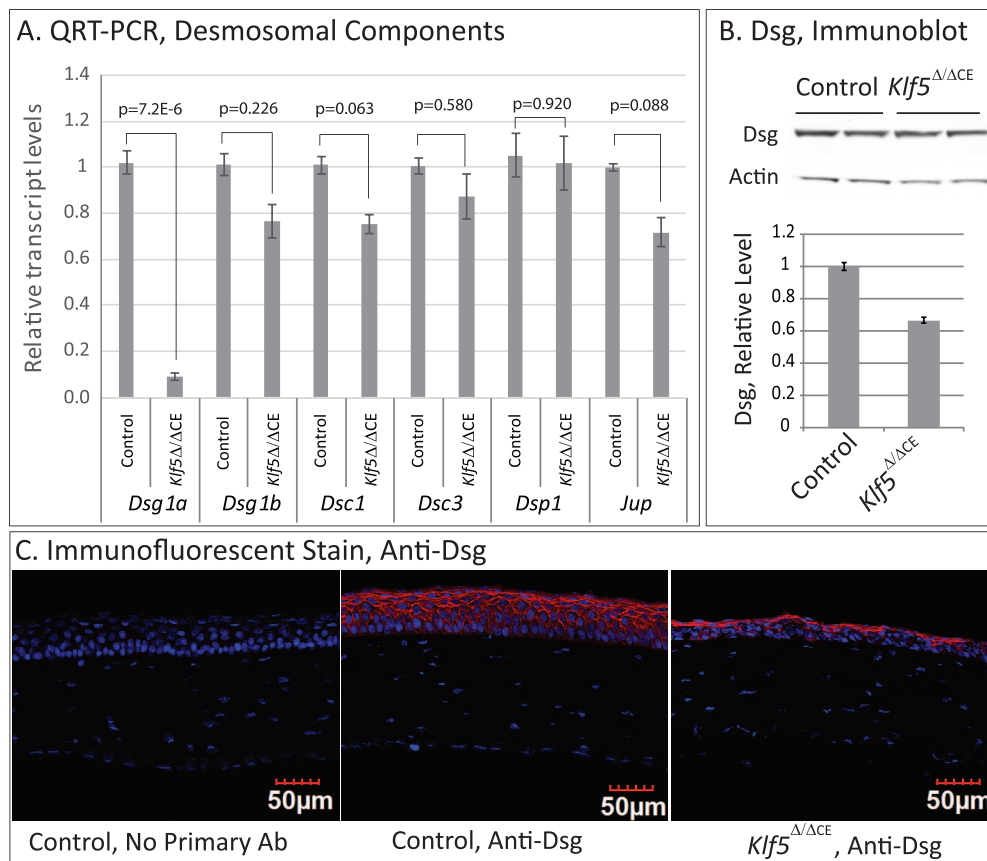 A. QRT-PCR, Desmosomal Components
Relative transcript levels
1.4
1.2
1
0.8
0.6
0.4
0.2
0.0
p=7.2E-6
p=0.226
p=0.063
p=0.580
p=0.920
p=0.088
Control
Klf5Δ/ΔCE
Control
Klf5Δ/ΔCE
Control
Klf5Δ/ΔCE
Control
Klf5Δ/ΔCE
Control
Klf5Δ/ΔCE
Control
Klf5Δ/ΔCE
Dsg1a
Dsg1b
Dsc1
Dsc3
Dsp1
Jup
B. Dsg, Immunoblot
Control Klf5Δ/ΔCE
Dsg
Actin
Dsg, Relative Level
1.2
1
0.8
0.6
0.4
0.2
0
Control
Klf5Δ/ΔCE
C. Immunofluorescent Stain, Anti-Dsg
50µm
50µm
50µm
Control, No Primary Ab
Control, Anti-Dsg
Klf5Δ/ΔCE, Anti-Dsg